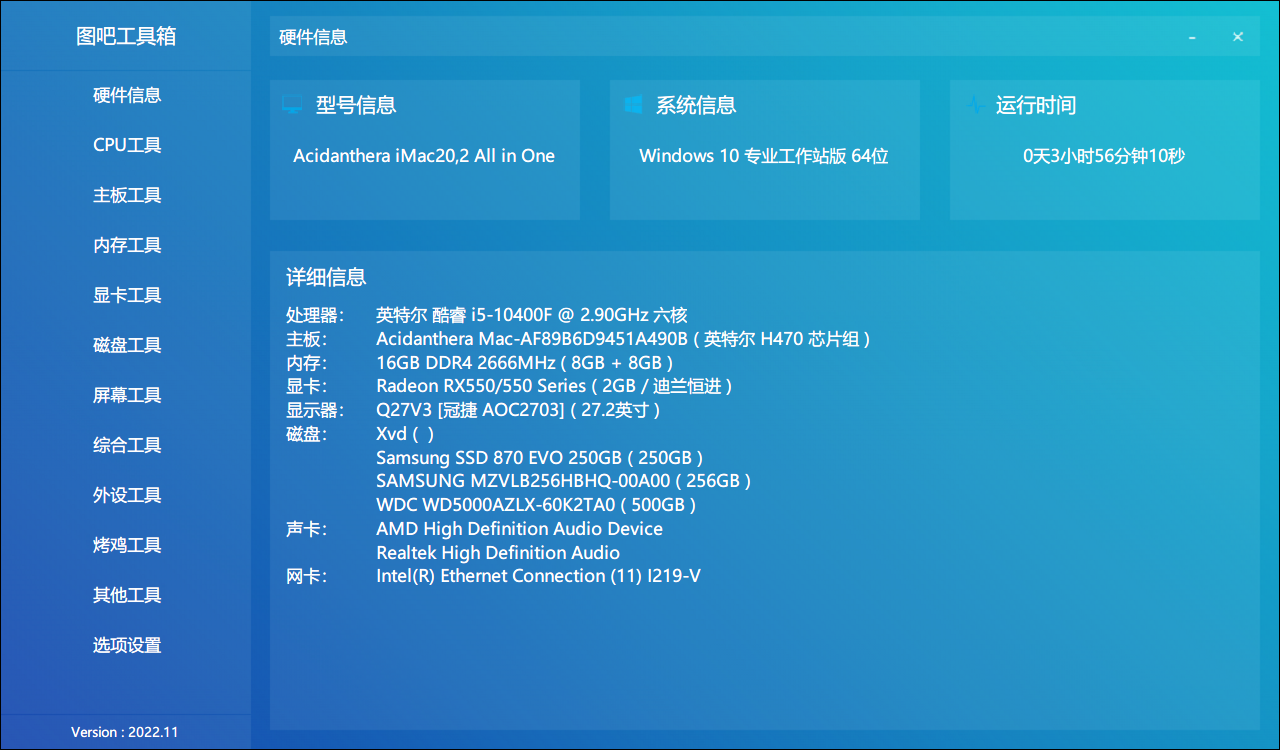 图吧工具箱
硬件信息
CPU工具
主板工具
内存工具
显卡工具
磁盘工具
屏幕工具
综合工具
外设工具
烤鸡工具
其他工具
选项设置
Version : 2022.11
硬件信息
型号信息
Acidanthera iMac20,2 All in One
系统信息
Windows 10 专业工作站版 64位
运行时间
0天3小时56分钟10秒
详细信息
处理器: 英特尔 酷睿 i5-10400F @ 2.90GHz 六核
主板: Acidanthera Mac-AF89B6D9451A490B ( 英特尔 H470 芯片组 )
内存: 16GB DDR4 2666MHz ( 8GB + 8GB )
显卡: Radeon RX550/550 Series ( 2GB / 迪兰恒进 )
显示器: Q27V3 [冠捷 AOC2703] ( 27.2英寸 )
磁盘: Xvd ( )
Samsung SSD 870 EVO 250GB ( 250GB )
SAMSUNG MZVLB256HBHQ-00A00 ( 256GB )
WDC WD5000AZLX-60K2TA0 ( 500GB )
声卡: AMD High Definition Audio Device
Realtek High Definition Audio
网卡: Intel(R) Ethernet Connection (11) I219-V